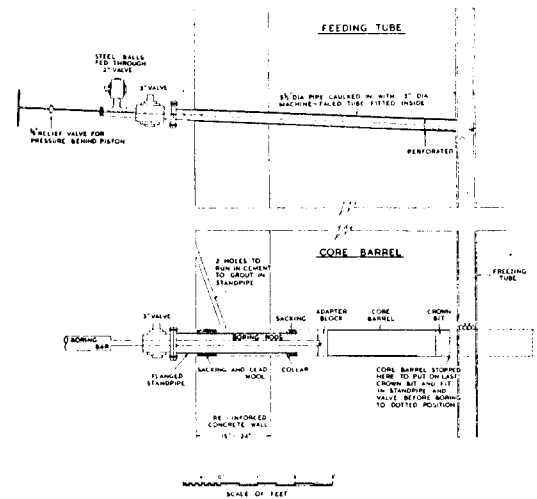 FEEDING TUBE
STEEL BALLS
FED THROUGH
2" VALVE
3" VALVE
DIA PIPE CAULKED IN WITH 3" DIA
MACHINE-FALED TUBE FITTED INSIDE
RELIEF VALVE FOR
PRESSURE BEHIND PISTON
PERFORATED
CORE BARREL
2 HOLES TO
RUN IN CEMENT
TO GROUT IN
STANDPIPE
FREEZING
TUBE
3" VALVE
SACKING
ADAPTER
BLOCK
CORE
BARREL
CROWN
BIT
BORING
BAR
BORING RODS
FLANGED
STANDPIPE
SACKING AND LEAD
WOOL
COLLAR
CORE BARREL STOPPED
HERE TO PUT ON LAST
CROWN BIT AND FIT
IN STANDPIPE AND
VALVE BEFORE BORING
TO DOTTED POSITION
RE-INFORCED
CONCRETE WALL
15" - 24"
SCALE OF FEET